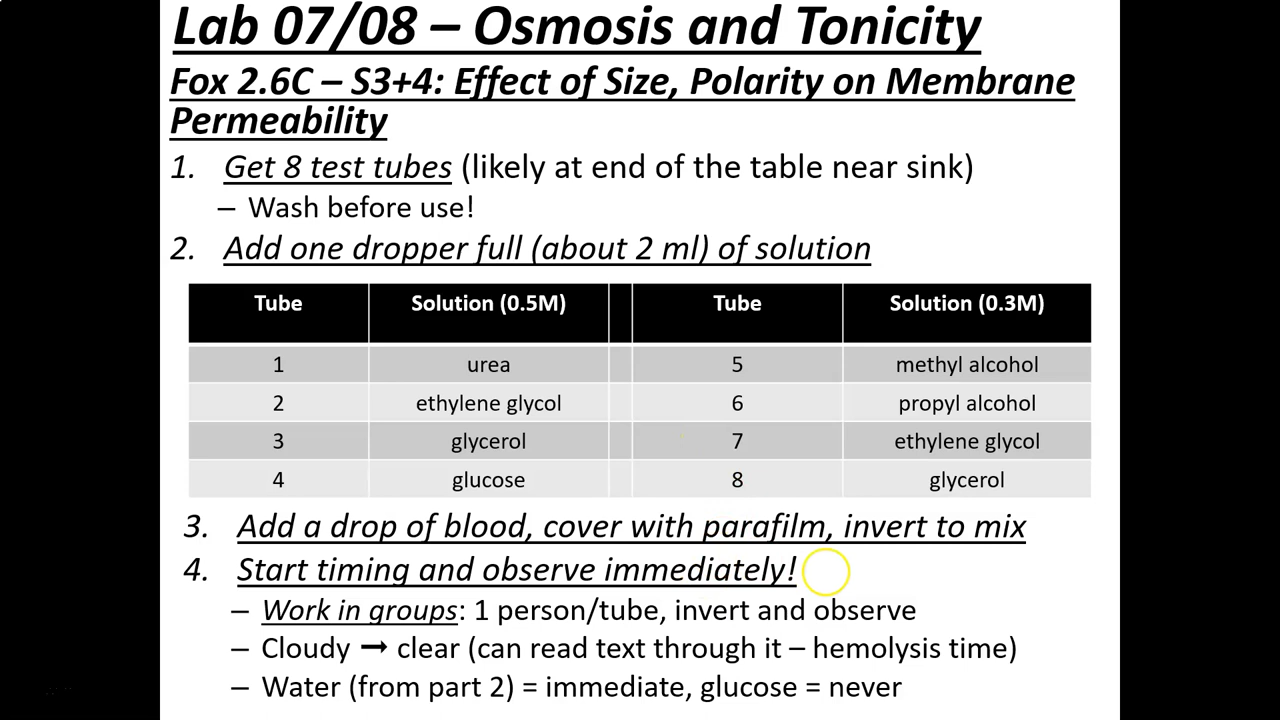 Lab 07/08 – Osmosis and Tonicity
Fox 2.6C – S3+4: Effect of Size, Polarity on Membrane
Permeability
1. Get 8 test tubes (likely at end of the table near sink)
– Wash before use!
2. Add one dropper full (about 2 ml) of solution
Tube Solution (0.5M) Tube Solution (0.3M)
1 urea 5 methyl alcohol
2 ethylene glycol 6 propyl alcohol
3 glycerol 7 ethylene glycol
4 glucose 8 glycerol
3. Add a drop of blood, cover with parafilm, invert to mix
4. Start timing and observe immediately!
– Work in groups: 1 person/tube, invert and observe
– Cloudy → clear (can read text through it – hemolysis time)
– Water (from part 2) = immediate, glucose = never